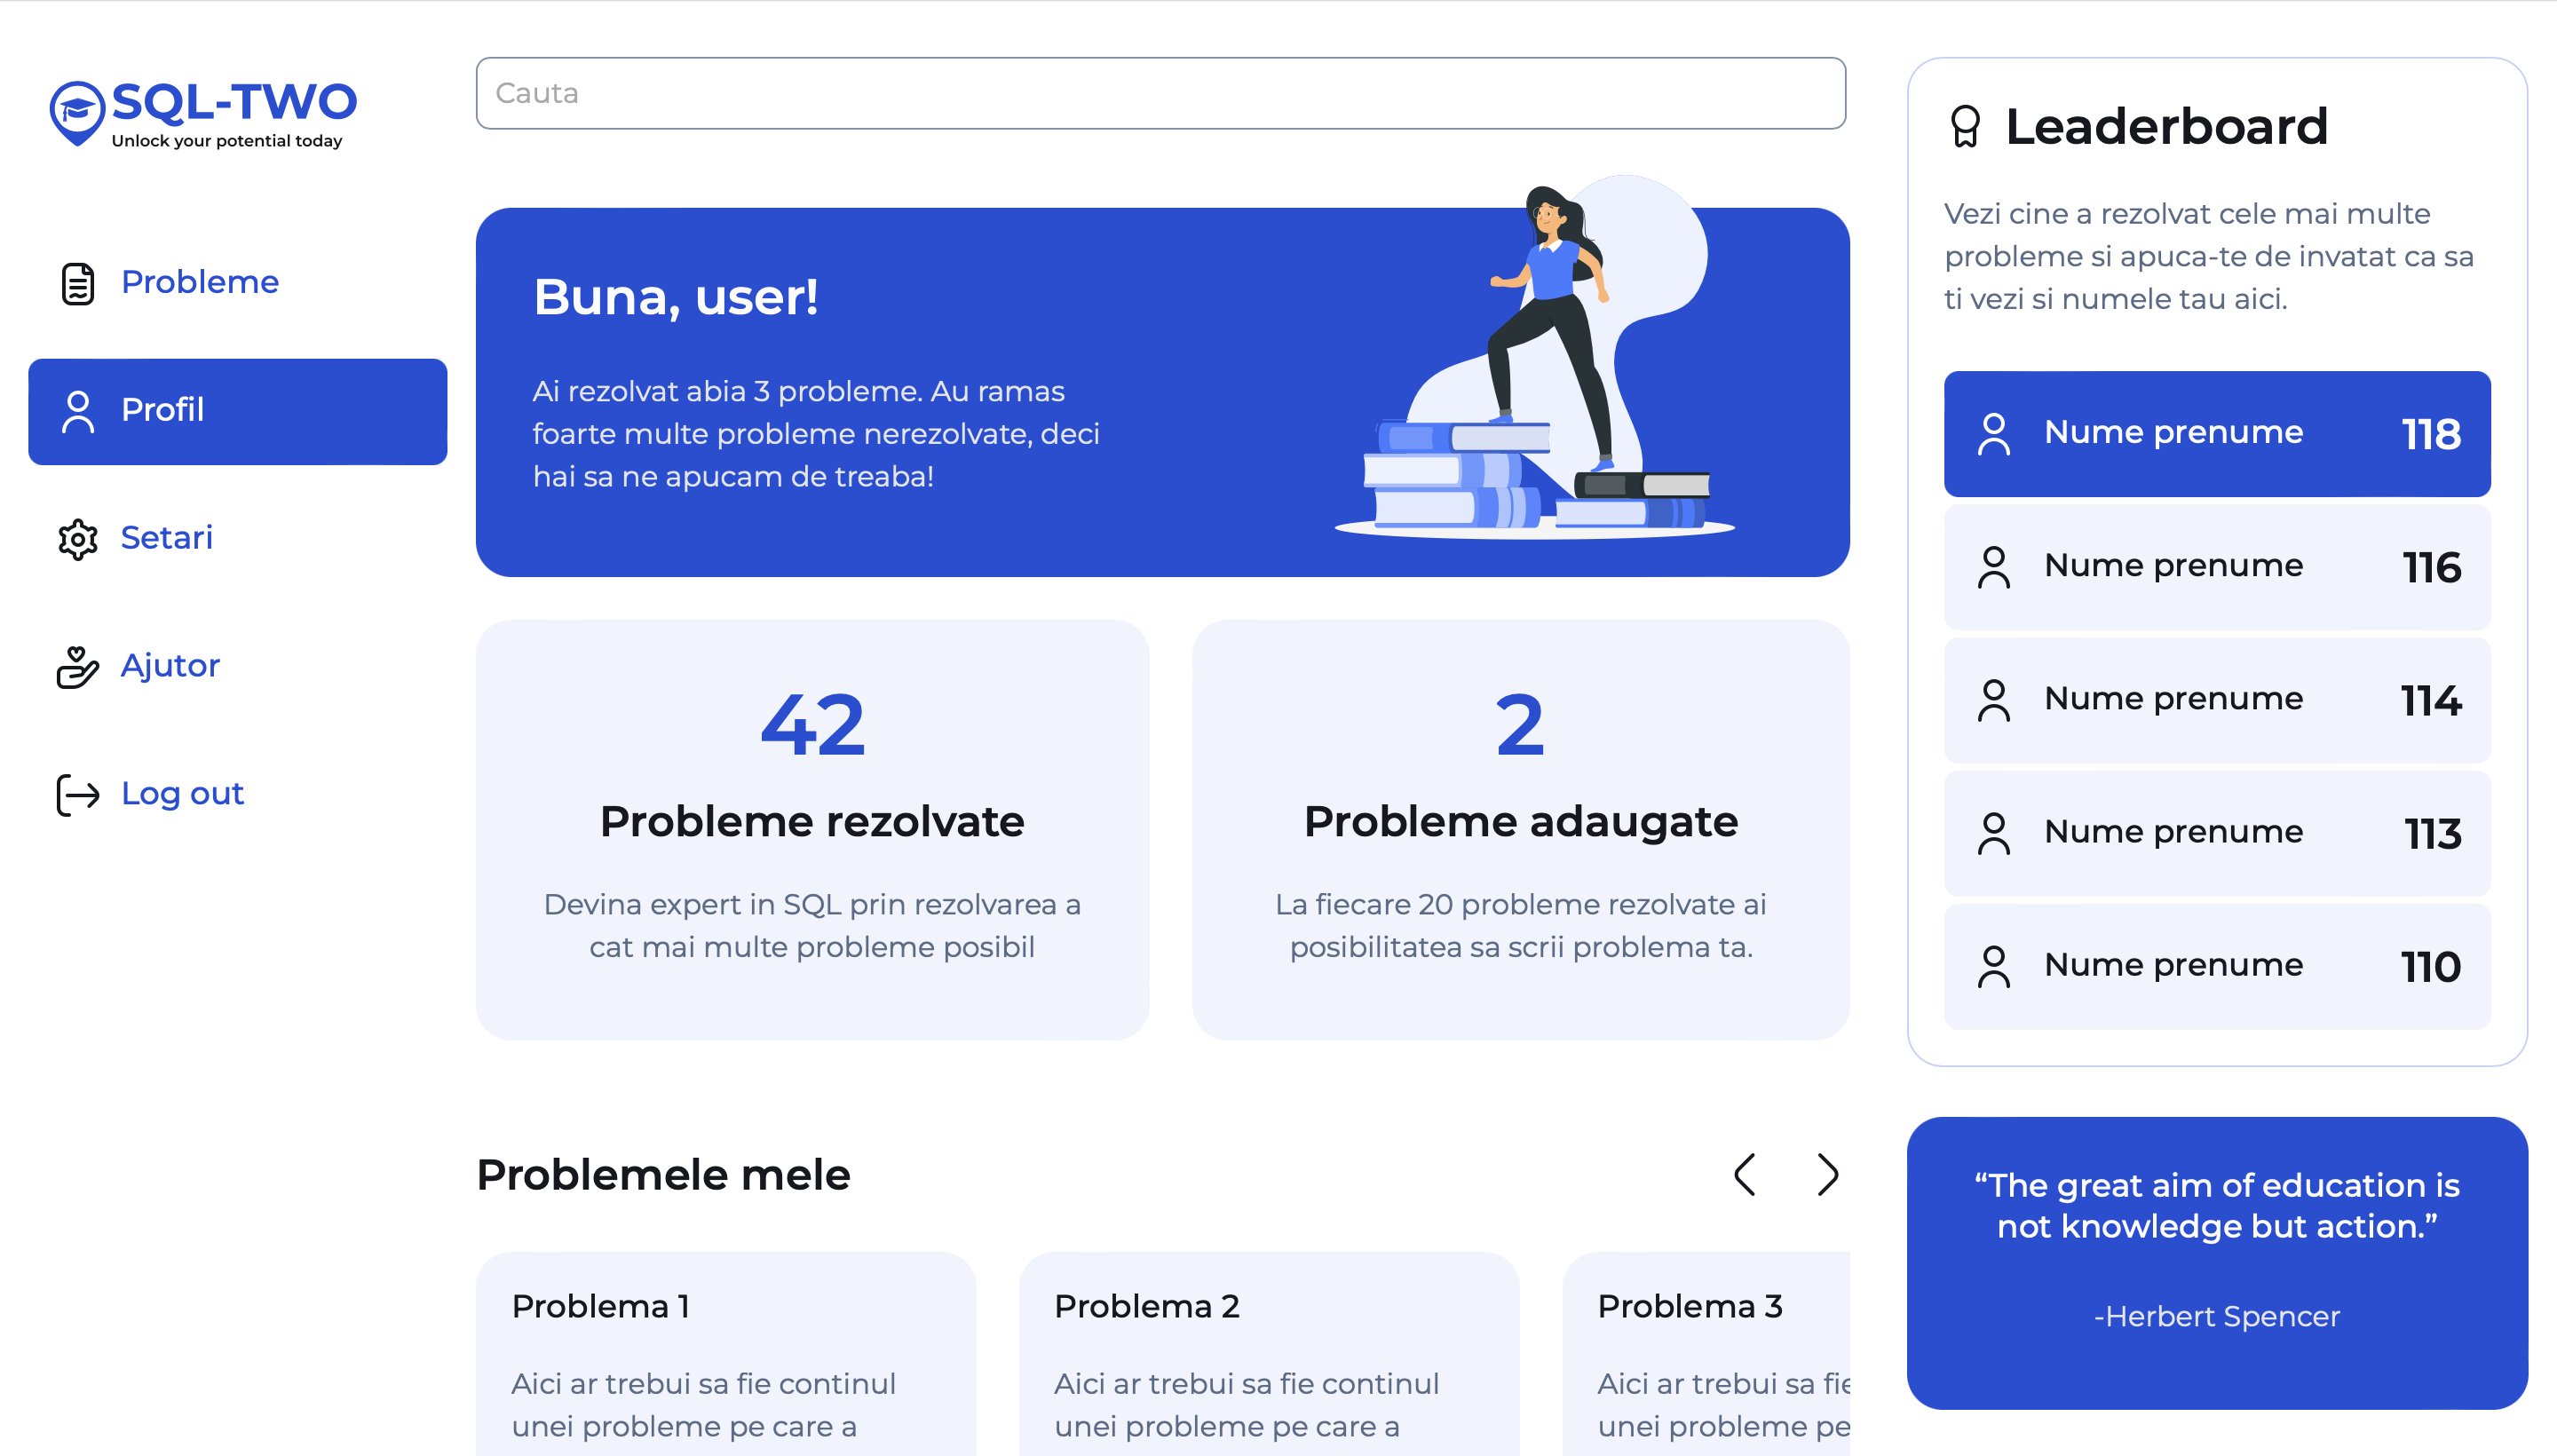 SQL-TWO
Unlock your potential today
Probleme
Profil
Setari
Ajutor
Log out
Cauta
Buna, user!
Ai rezolvat abia 3 probleme. Au ramas
foarte multe probleme nerezolvate, deci
hai sa ne apucam de treaba!
42
Probleme rezolvate
Devina expert in SQL prin rezolvarea a
cat mai multe probleme posibil
2
Probleme adaugate
La fiecare 20 probleme rezolvate ai
posibilitatea sa scrii problema ta.
Problemele mele
Problema 1
Aici ar trebui sa fie continul
unei probleme pe care a
Problema 2
Aici ar trebui sa fie continul
unei probleme pe care a
Problema 3
Aici ar trebui sa fie
unei probleme pe
Leaderboard
Vezi cine a rezolvat cele mai multe
probleme si apuca-te de invatat ca sa
ti vezi si numele tau aici.
Nume prenume 118
Nume prenume 116
Nume prenume 114
Nume prenume 113
Nume prenume 110
“The great aim of education is
not knowledge but action.”
-Herbert Spencer